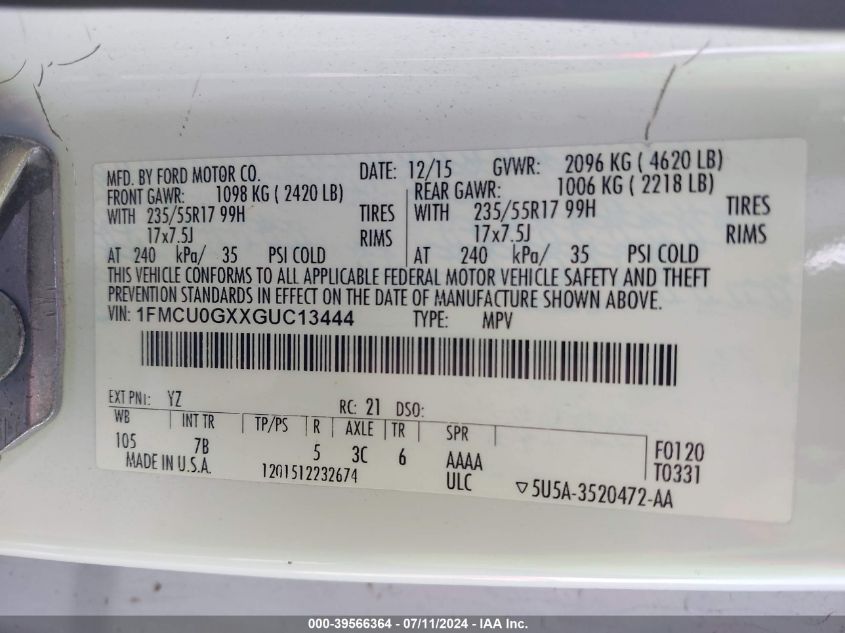 MFD. BY FORD MOTOR CO. DATE: 12/15 GVWR: 2096 KG ( 4620 LB)
FRONT GAWR: 1098 KG ( 2420 LB) REAR GAWR: 1006 KG ( 2218 LB)
WITH 235/55R17 99H TIRES WITH 235/55R17 99H TIRES
17x7.5J RIMS 17x7.5J RIMS
AT 240 kPa/ 35 PSI COLD AT 240 kPa/ 35 PSI COLD
THIS VEHICLE CONFORMS TO ALL APPLICABLE FEDERAL MOTOR VEHICLE SAFETY AND THEFT
PREVENTION STANDARDS IN EFFECT ON THE DATE OF MANUFACTURE SHOWN ABOVE.
VIN: 1FMCU0GXXGUC13444 TYPE: MPV
EXT PNT: YZ RC: 21 DSO:
WB INT TR TP/PS R AXLE TR SPR
105 7B 5 3C 6 AAAA F0120
MADE IN U.S.A. 1201512232674 ULC T0331
▽5U5A-3520472-AA
000-39566364 - 07/11/2024 - IAA Inc.